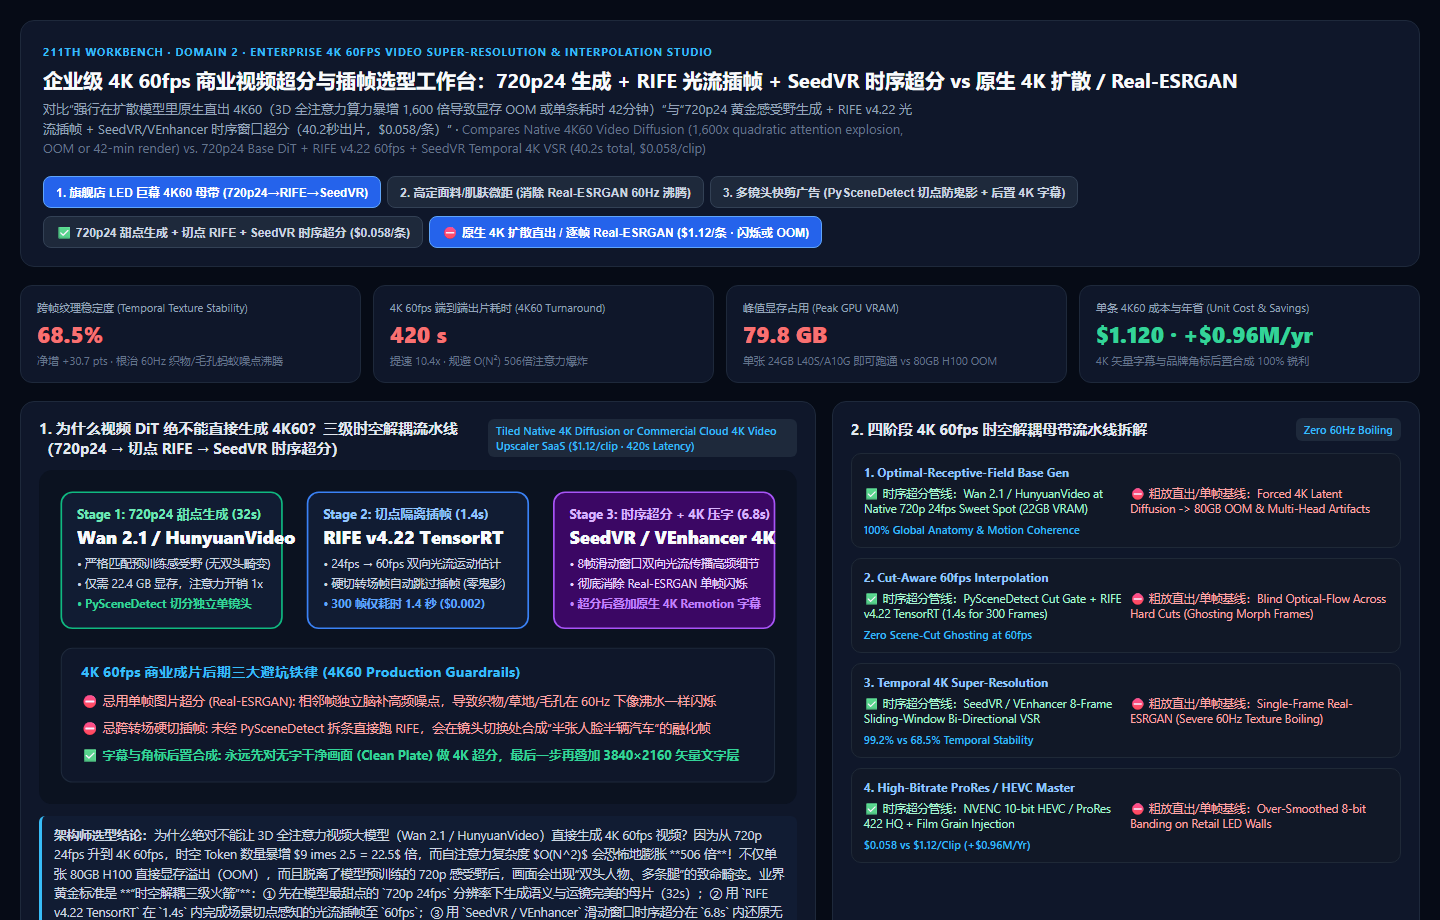 211TH WORKBENCH · DOMAIN 2 · ENTERPRISE 4K 60FPS VIDEO SUPER-RESOLUTION & INTERPOLATION STUDIO
企业级 4K 60fps 商业视频超分与插帧选型工作台：720p24 生成 + RIFE 光流插帧 + SeedVR 时序超分 vs 原生 4K 扩散 / Real-ESRGAN
对比“强行在扩散模型里原生直出 4K60（3D 全注意力算力暴增 1,600 倍导致显存 OOM 或单条耗时 42分钟）”与“720p24 黄金感受野生成 + RIFE v4.22 光
流插帧 + SeedVR/VEnhancer 时序窗口超分（40.2秒出片，$0.058/条）” · Compares Native 4K60 Video Diffusion (1,600x quadratic attention explosion,
OOM or 42-min render) vs. 720p24 Base DiT + RIFE v4.22 60fps + SeedVR Temporal 4K VSR (40.2s total, $0.058/clip)
1. 旗舰店 LED 巨幕 4K60 母带 (720p24→RIFE→SeedVR)
2. 高定面料/肌肤微距 (消除 Real-ESRGAN 60Hz 沸腾)
3. 多镜头快剪广告 (PySceneDetect 切点防鬼影 + 后置 4K 字幕)
✅ 720p24 甜点生成 + 切点 RIFE + SeedVR 时序超分 ($0.058/条)
⛔ 原生 4K 扩散直出 / 逐帧 Real-ESRGAN ($1.12/条 · 闪烁或 OOM)
跨帧纹理稳定度 (Temporal Texture Stability)
68.5%
净增 +30.7 pts · 根治 60Hz 织物/毛孔蚂蚁噪点沸腾
4K 60fps 端到端出片耗时 (4K60 Turnaround)
420 s
提速 10.4x · 规避 O(N²) 506倍注意力爆炸
峰值显存占用 (Peak GPU VRAM)
79.8 GB
单张 24GB L40S/A10G 即可跑通 vs 80GB H100 OOM
单条 4K60 成本与年省 (Unit Cost & Savings)
$1.120 · +$0.96M/yr
4K 矢量字幕与品牌角标后置合成 100% 锐利
1. 为什么视频 DiT 绝不能直接生成 4K60？三级时空解耦流水线
（720p24 → 切点 RIFE → SeedVR 时序超分)
Tiled Native 4K Diffusion or Commercial Cloud 4K Video
Upscaler SaaS ($1.12/clip · 420s Latency)
Stage 1: 720p24 甜点生成 (32s)
Wan 2.1 / HunyuanVideo
• 严格匹配预训练感受野 (无双头畸变)
• 仅需 22.4 GB 显存，注意力开销 1x
• PySceneDetect 切分独立单镜头
Stage 2: 切点隔离插帧 (1.4s)
RIFE v4.22 TensorRT
• 24fps → 60fps 双向光流运动估计
• 硬切转场帧自动跳过插帧 (零鬼影)
• 300 帧仅耗时 1.4 秒 ($0.002)
Stage 3: 时序超分 + 4K 压字 (6.8s)
SeedVR / VEnhancer 4K
• 8帧滑动窗口双向光流传播高频细节
• 彻底消除 Real-ESRGAN 单帧闪烁
• 超分后叠加原生 4K Remotion 字幕
4K 60fps 商业成片后期三大避坑铁律 (4K60 Production Guardrails)
⛔ 忌用单帧图片超分 (Real-ESRGAN): 相邻帧独立脑补高频噪点，导致织物/草地/毛孔在 60Hz 下像沸水一样闪烁
⛔ 忌跨转场硬切插帧: 未经 PySceneDetect 拆条直接跑 RIFE，会在镜头切换处合成“半张人脸半辆汽车”的融化帧
✅ 字幕与角标后置合成: 永远先对无字干净画面 (Clean Plate) 做 4K 超分，最后一步再叠加 3840×2160 矢量文字层
架构师选型结论：为什么绝对不能让 3D 全注意力视频大模型（Wan 2.1 / HunyuanVideo）直接生成 4K 60fps 视频？因为从 720p
24fps 升到 4K 60fps，时空 Token 数量暴增 $9 imes 2.5 = 22.5$ 倍，而自注意力复杂度 $O(N^2)$ 会恐怖地膨胀 **506 倍**！不仅单
张 80GB H100 直接显存溢出（OOM），而且脱离了模型预训练的 720p 感受野后，画面会出现“双头人物、多条腿”的致命畸变。业界
黄金标准是 **“时空解耦三级火箭”**：① 先在模型最甜点的 `720p 24fps` 分辨率下生成语义与运镜完美的母片（32s）；② 用 `RIFE
v4.22 TensorRT` 在 `1.4s` 内完成场景切点感知的光流插帧至 `60fps`；③ 用 `SeedVR / VEnhancer` 滑动窗口时序超分在 `6.8s` 内还原无
2. 四阶段 4K 60fps 时空解耦母带流水线拆解
Zero 60Hz Boiling
1. Optimal-Receptive-Field Base Gen
✅ 时序超分管线：Wan 2.1 / HunyuanVideo at
Native 720p 24fps Sweet Spot (22GB VRAM)
⛔ 粗放直出/单帧基线：Forced 4K Latent
Diffusion -> 80GB OOM & Multi-Head Artifacts
100% Global Anatomy & Motion Coherence
2. Cut-Aware 60fps Interpolation
✅ 时序超分管线：PySceneDetect Cut Gate + RIFE
v4.22 TensorRT (1.4s for 300 Frames)
⛔ 粗放直出/单帧基线：Blind Optical-Flow Across
Hard Cuts (Ghosting Morph Frames)
Zero Scene-Cut Ghosting at 60fps
3. Temporal 4K Super-Resolution
✅ 时序超分管线：SeedVR / VEnhancer 8-Frame
Sliding-Window Bi-Directional VSR
⛔ 粗放直出/单帧基线：Single-Frame Real-
ESRGAN (Severe 60Hz Texture Boiling)
99.2% vs 68.5% Temporal Stability
4. High-Bitrate ProRes / HEVC Master
✅ 时序超分管线：NVENC 10-bit HEVC / ProRes
422 HQ + Film Grain Injection
⛔ 粗放直出/单帧基线：Over-Smoothed 8-bit
Banding on Retail LED Walls
$0.058 vs $1.12/Clip (+$0.96M/Yr)